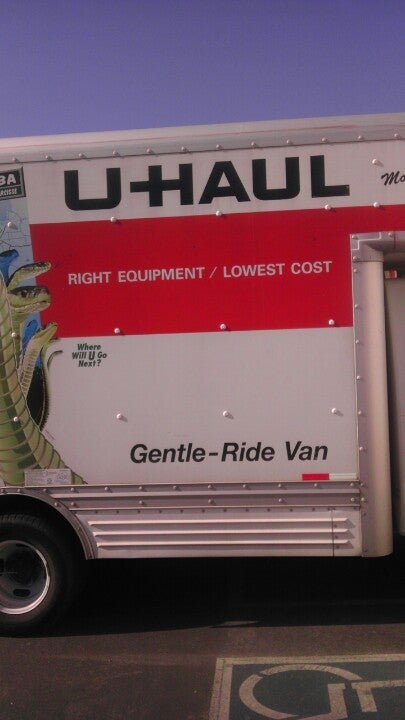 U-HAUL
RIGHT EQUIPMENT / LOWEST COST
Where
Will U Go
Next?
Gentle-Ride Van